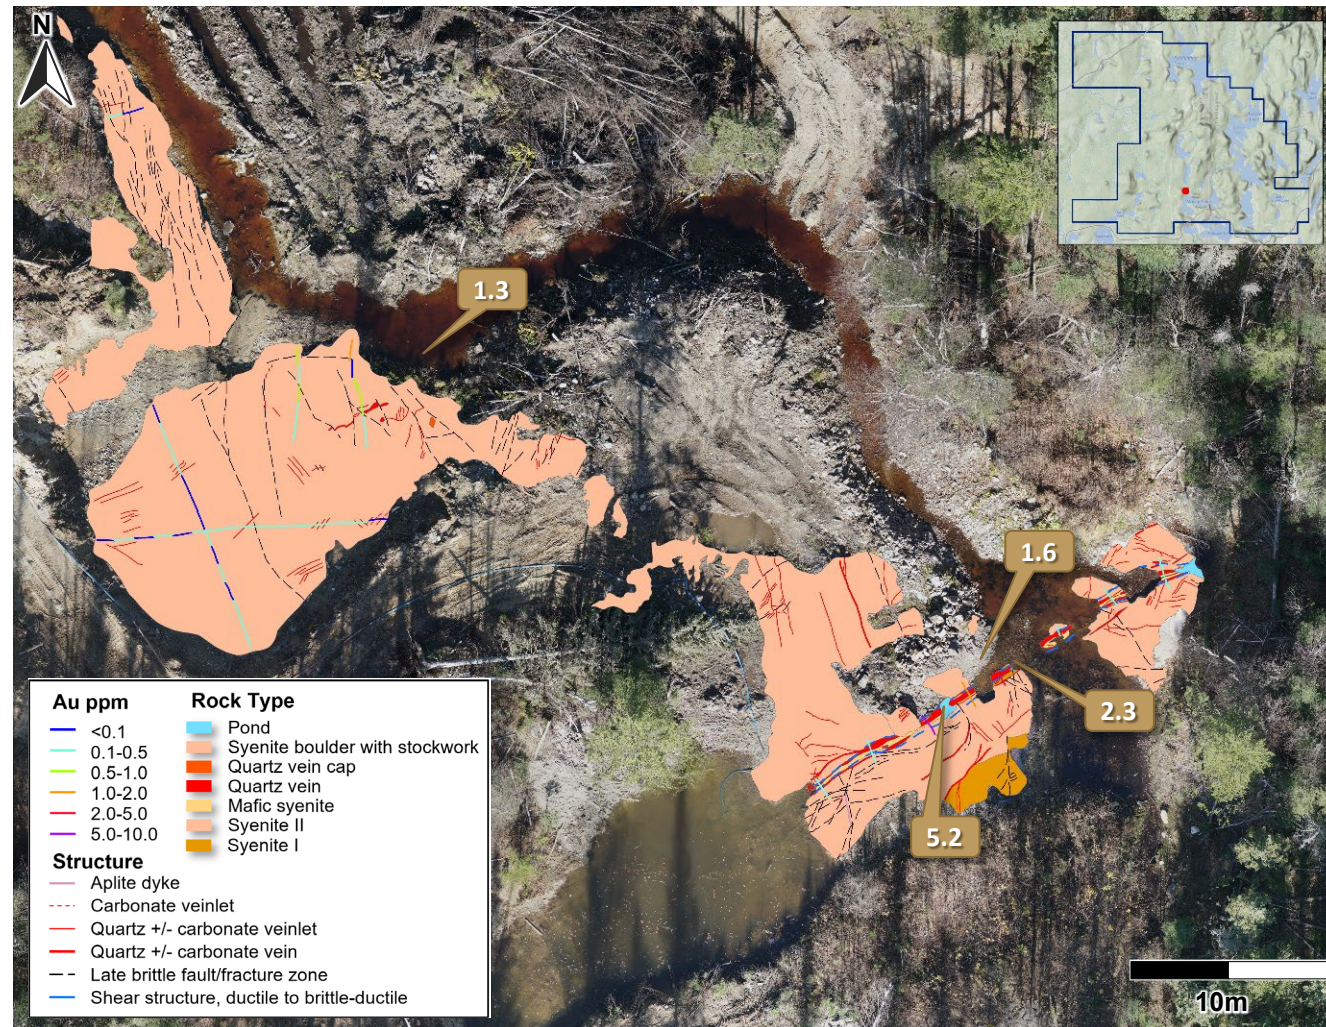 N
1.3
1.6
2.3
5.2
Au ppm
<0.1
0.1-0.5
0.5-1.0
1.0-2.0
2.0-5.0
5.0-10.0
Rock Type
Pond
Syenite boulder with stockwork
Quartz vein cap
Quartz vein
Mafic syenite
Syenite II
Syenite I
Structure
Aplite dyke
Carbonate veinlet
Quartz +/- carbonate veinlet
Quartz +/- carbonate vein
Late brittle fault/fracture zone
Shear structure, ductile to brittle-ductile
10m